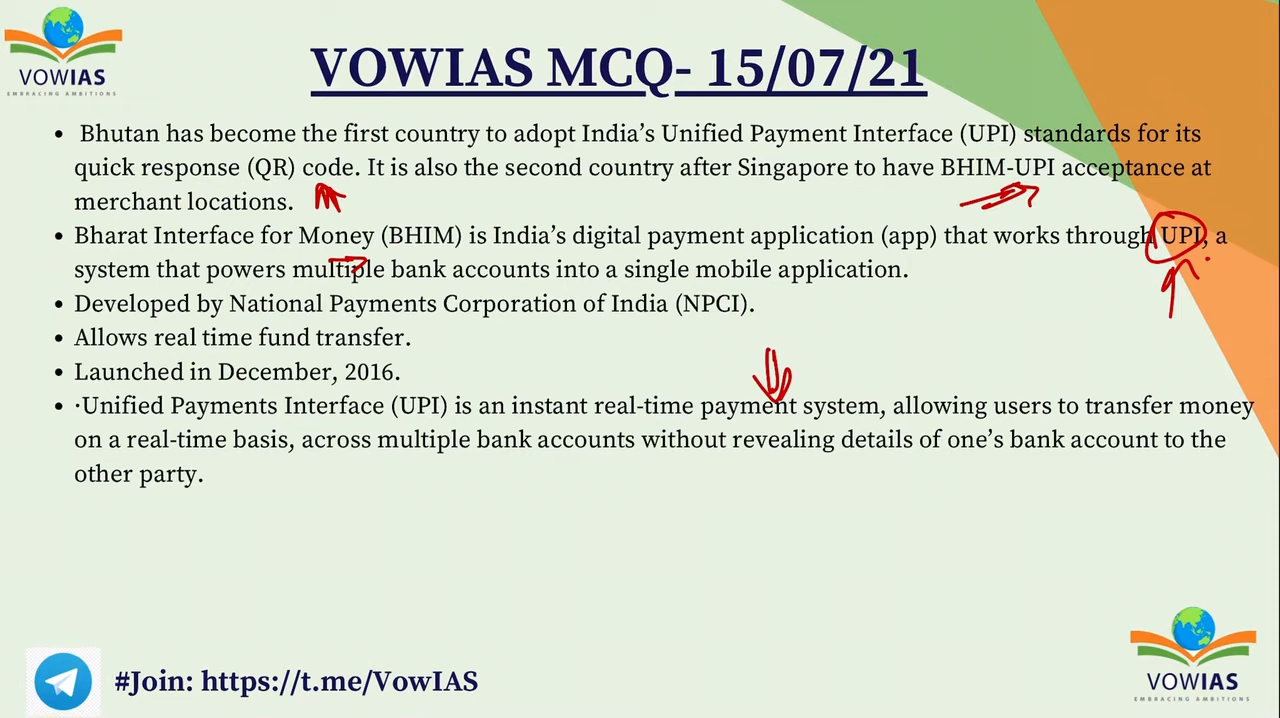 VOWIAS
EMBRACING AMBITIONS
VOWIAS MCQ- 15/07/21
• Bhutan has become the first country to adopt India’s Unified Payment Interface (UPI) standards for its
quick response (QR) code. It is also the second country after Singapore to have BHIM-UPI acceptance at
merchant locations.
• Bharat Interface for Money (BHIM) is India’s digital payment application (app) that works through UPI, a
system that powers multiple bank accounts into a single mobile application.
• Developed by National Payments Corporation of India (NPCI).
• Allows real time fund transfer.
• Launched in December, 2016.
• ·Unified Payments Interface (UPI) is an instant real-time payment system, allowing users to transfer money
on a real-time basis, across multiple bank accounts without revealing details of one’s bank account to the
other party.
#Join: https://t.me/VowIAS
VOWIAS
EMBRACING AMBITIONS